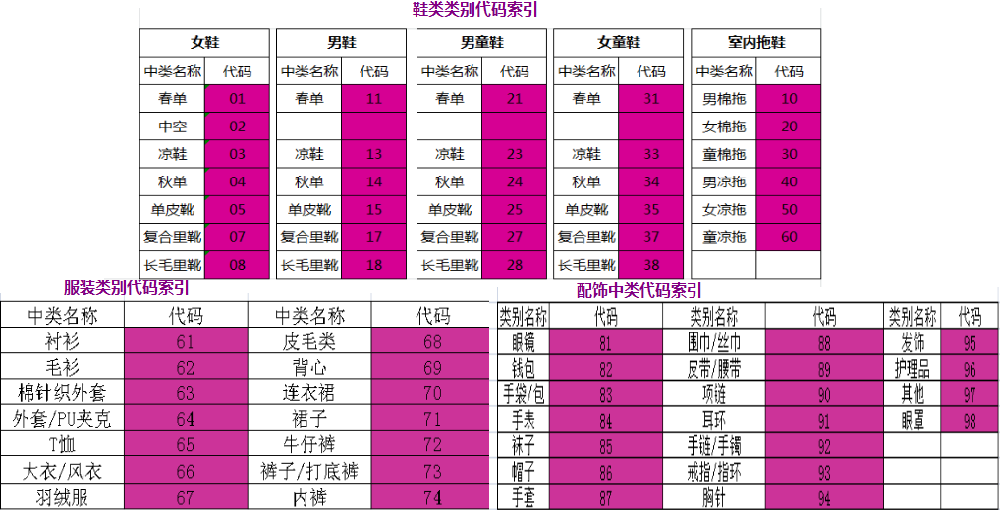 鞋类类别代码索引
女鞋 男鞋 男童鞋 女童鞋 室内拖鞋
中类名称 代码 中类名称 代码 中类名称 代码 中类名称 代码 中类名称 代码
春单 01 春单 11 春单 21 春单 31 男棉拖 10
中空 02 女棉拖 20
凉鞋 03 凉鞋 13 凉鞋 23 凉鞋 33 童棉拖 30
秋单 04 秋单 14 秋单 24 秋单 34 男凉拖 40
单皮靴 05 单皮靴 15 单皮靴 25 单皮靴 35 女凉拖 50
复合里靴 07 复合里靴 17 复合里靴 27 复合里靴 37 童凉拖 60
长毛里靴 08 长毛里靴 18 长毛里靴 28 长毛里靴 38
服装类别代码索引
中类名称 代码 中类名称 代码
衬衫 61 皮毛类 68
毛衫 62 背心 69
棉针织外套 63 连衣裙 70
外套/PU夹克 64 裙子 71
T恤 65 牛仔裤 72
大衣/风衣 66 裤子/打底裤 73
羽绒服 67 内裤 74
配饰中类代码索引
类别名称 代码 类别名称 代码 类别名称 代码
眼镜 81 围巾/丝巾 88 发饰 95
钱包 82 皮带/腰带 89 护理品 96
手袋/包 83 项链 90 其他 97
手表 84 耳环 91 眼罩 98
袜子 85 手链/手镯 92
帽子 86 戒指/指环 93
手套 87 胸针 94